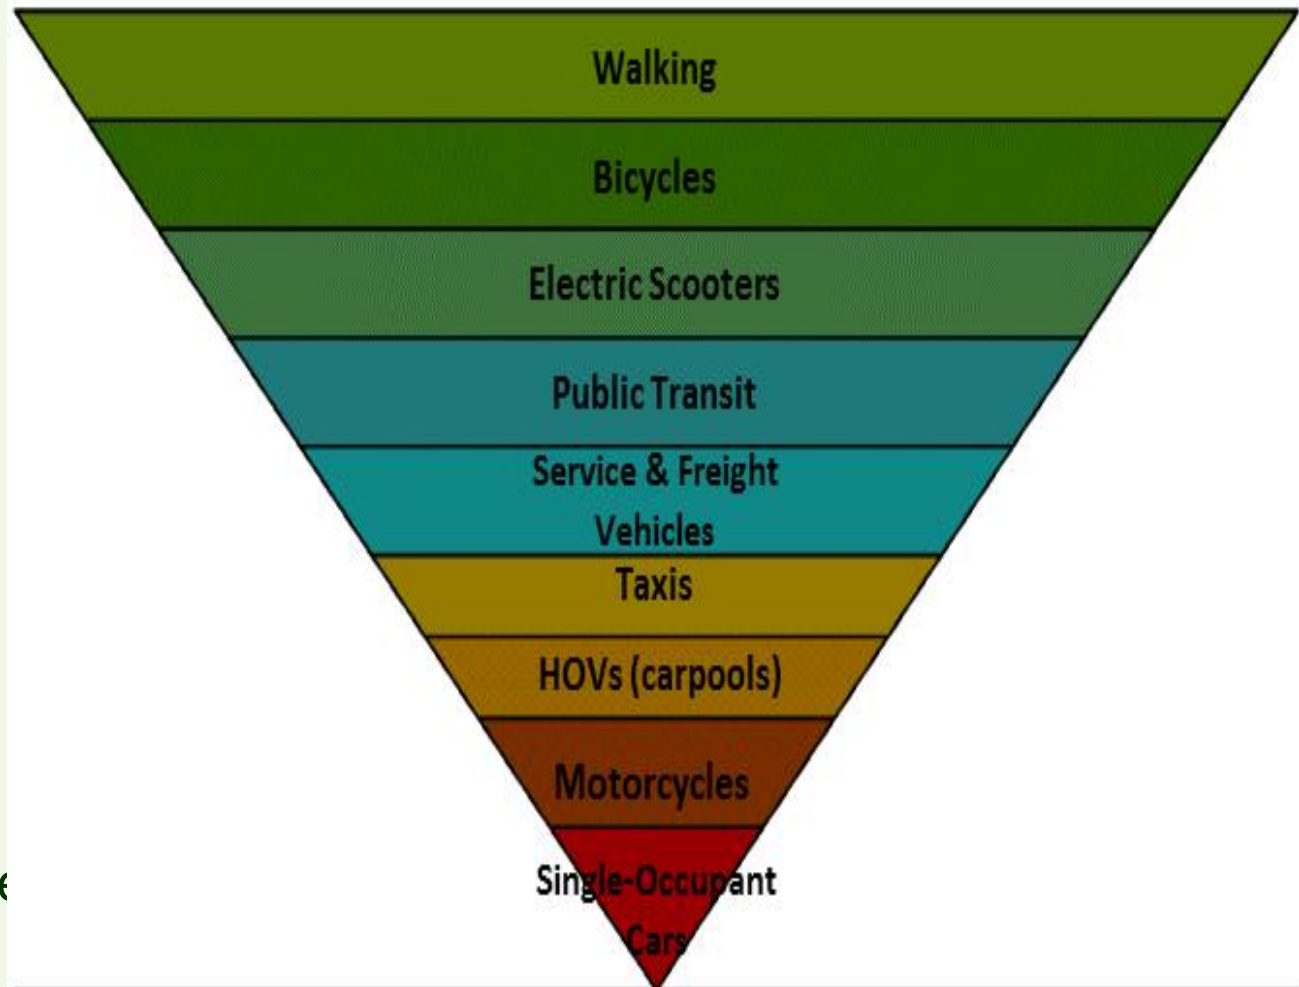 Walking
Bicycles
Electric Scooters
Public Transit
Service & Freight
Vehicles
Taxis
HOVs (carpools)
Motorcycles
Single-Occupant
Cars